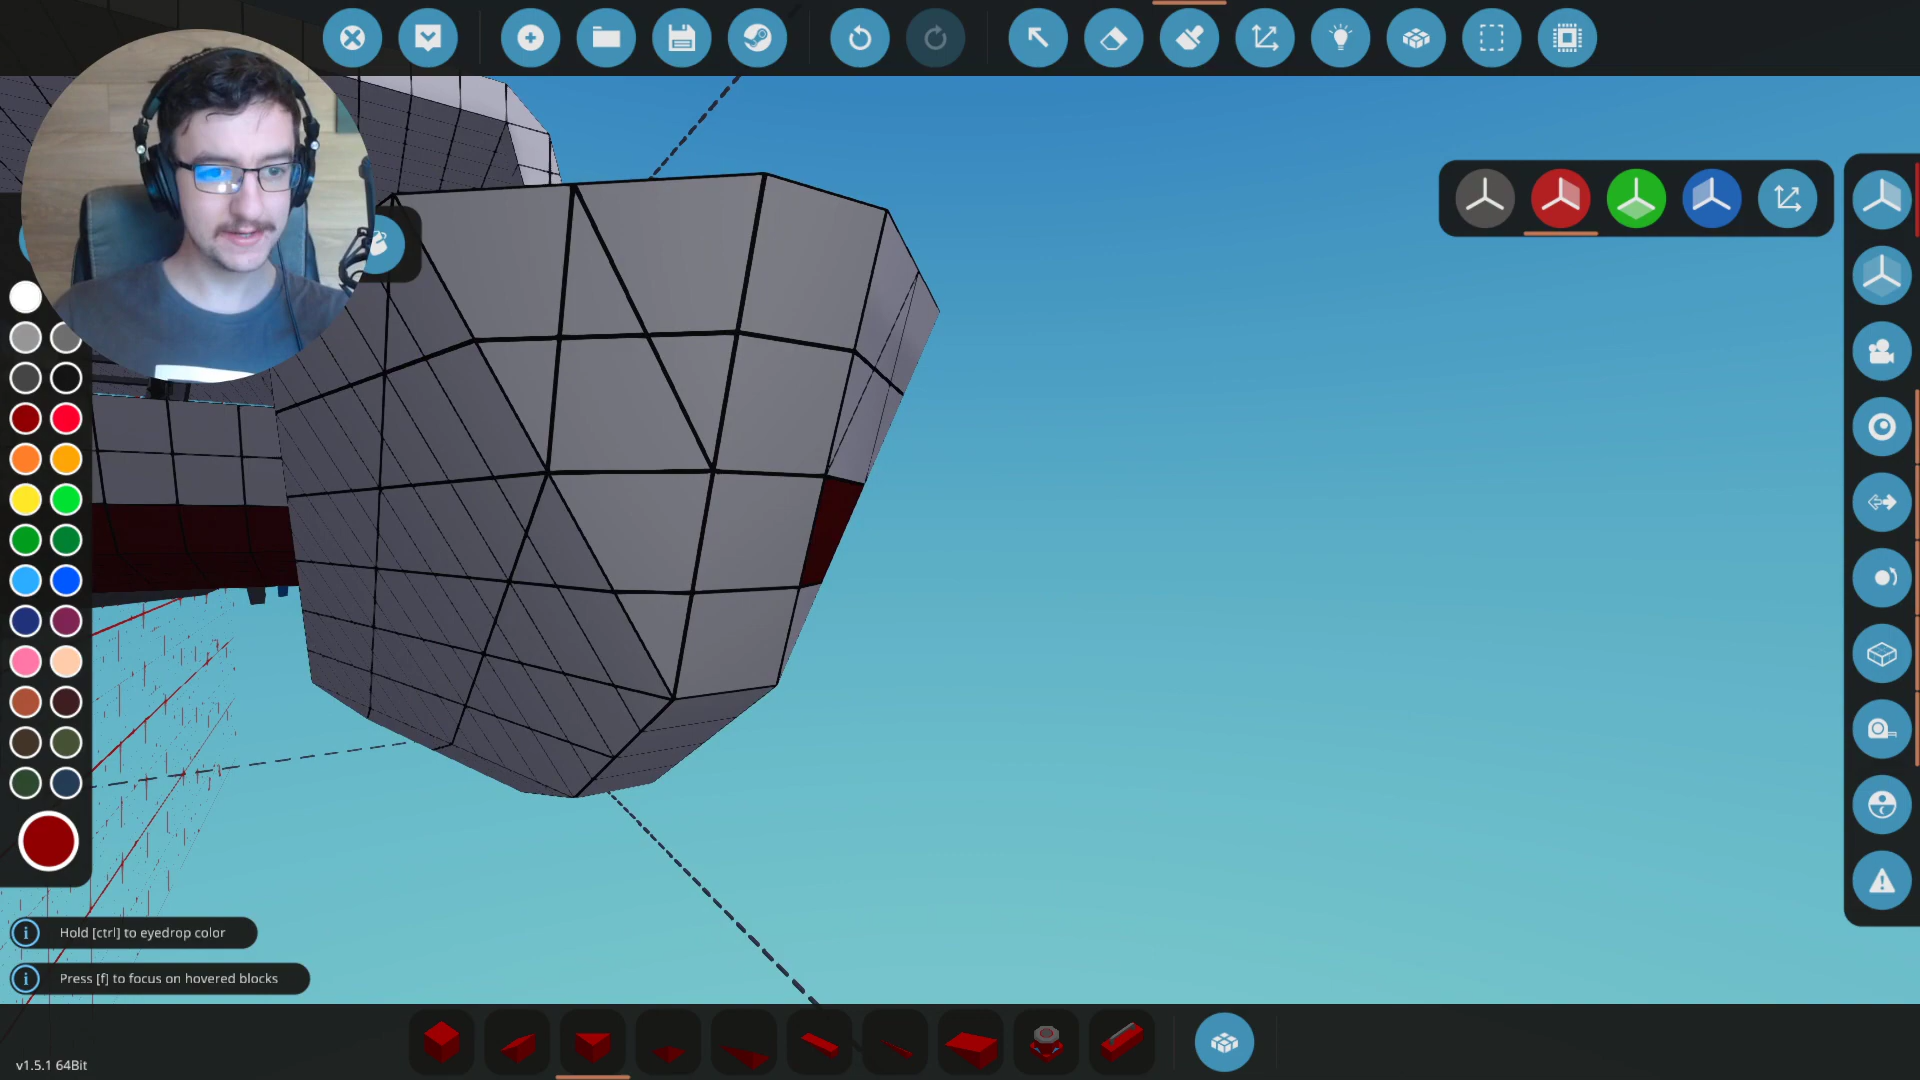 Hold [ctrl] to eyedrop color
Press [f] to focus on hovered blocks
v1.5.1 64Bit